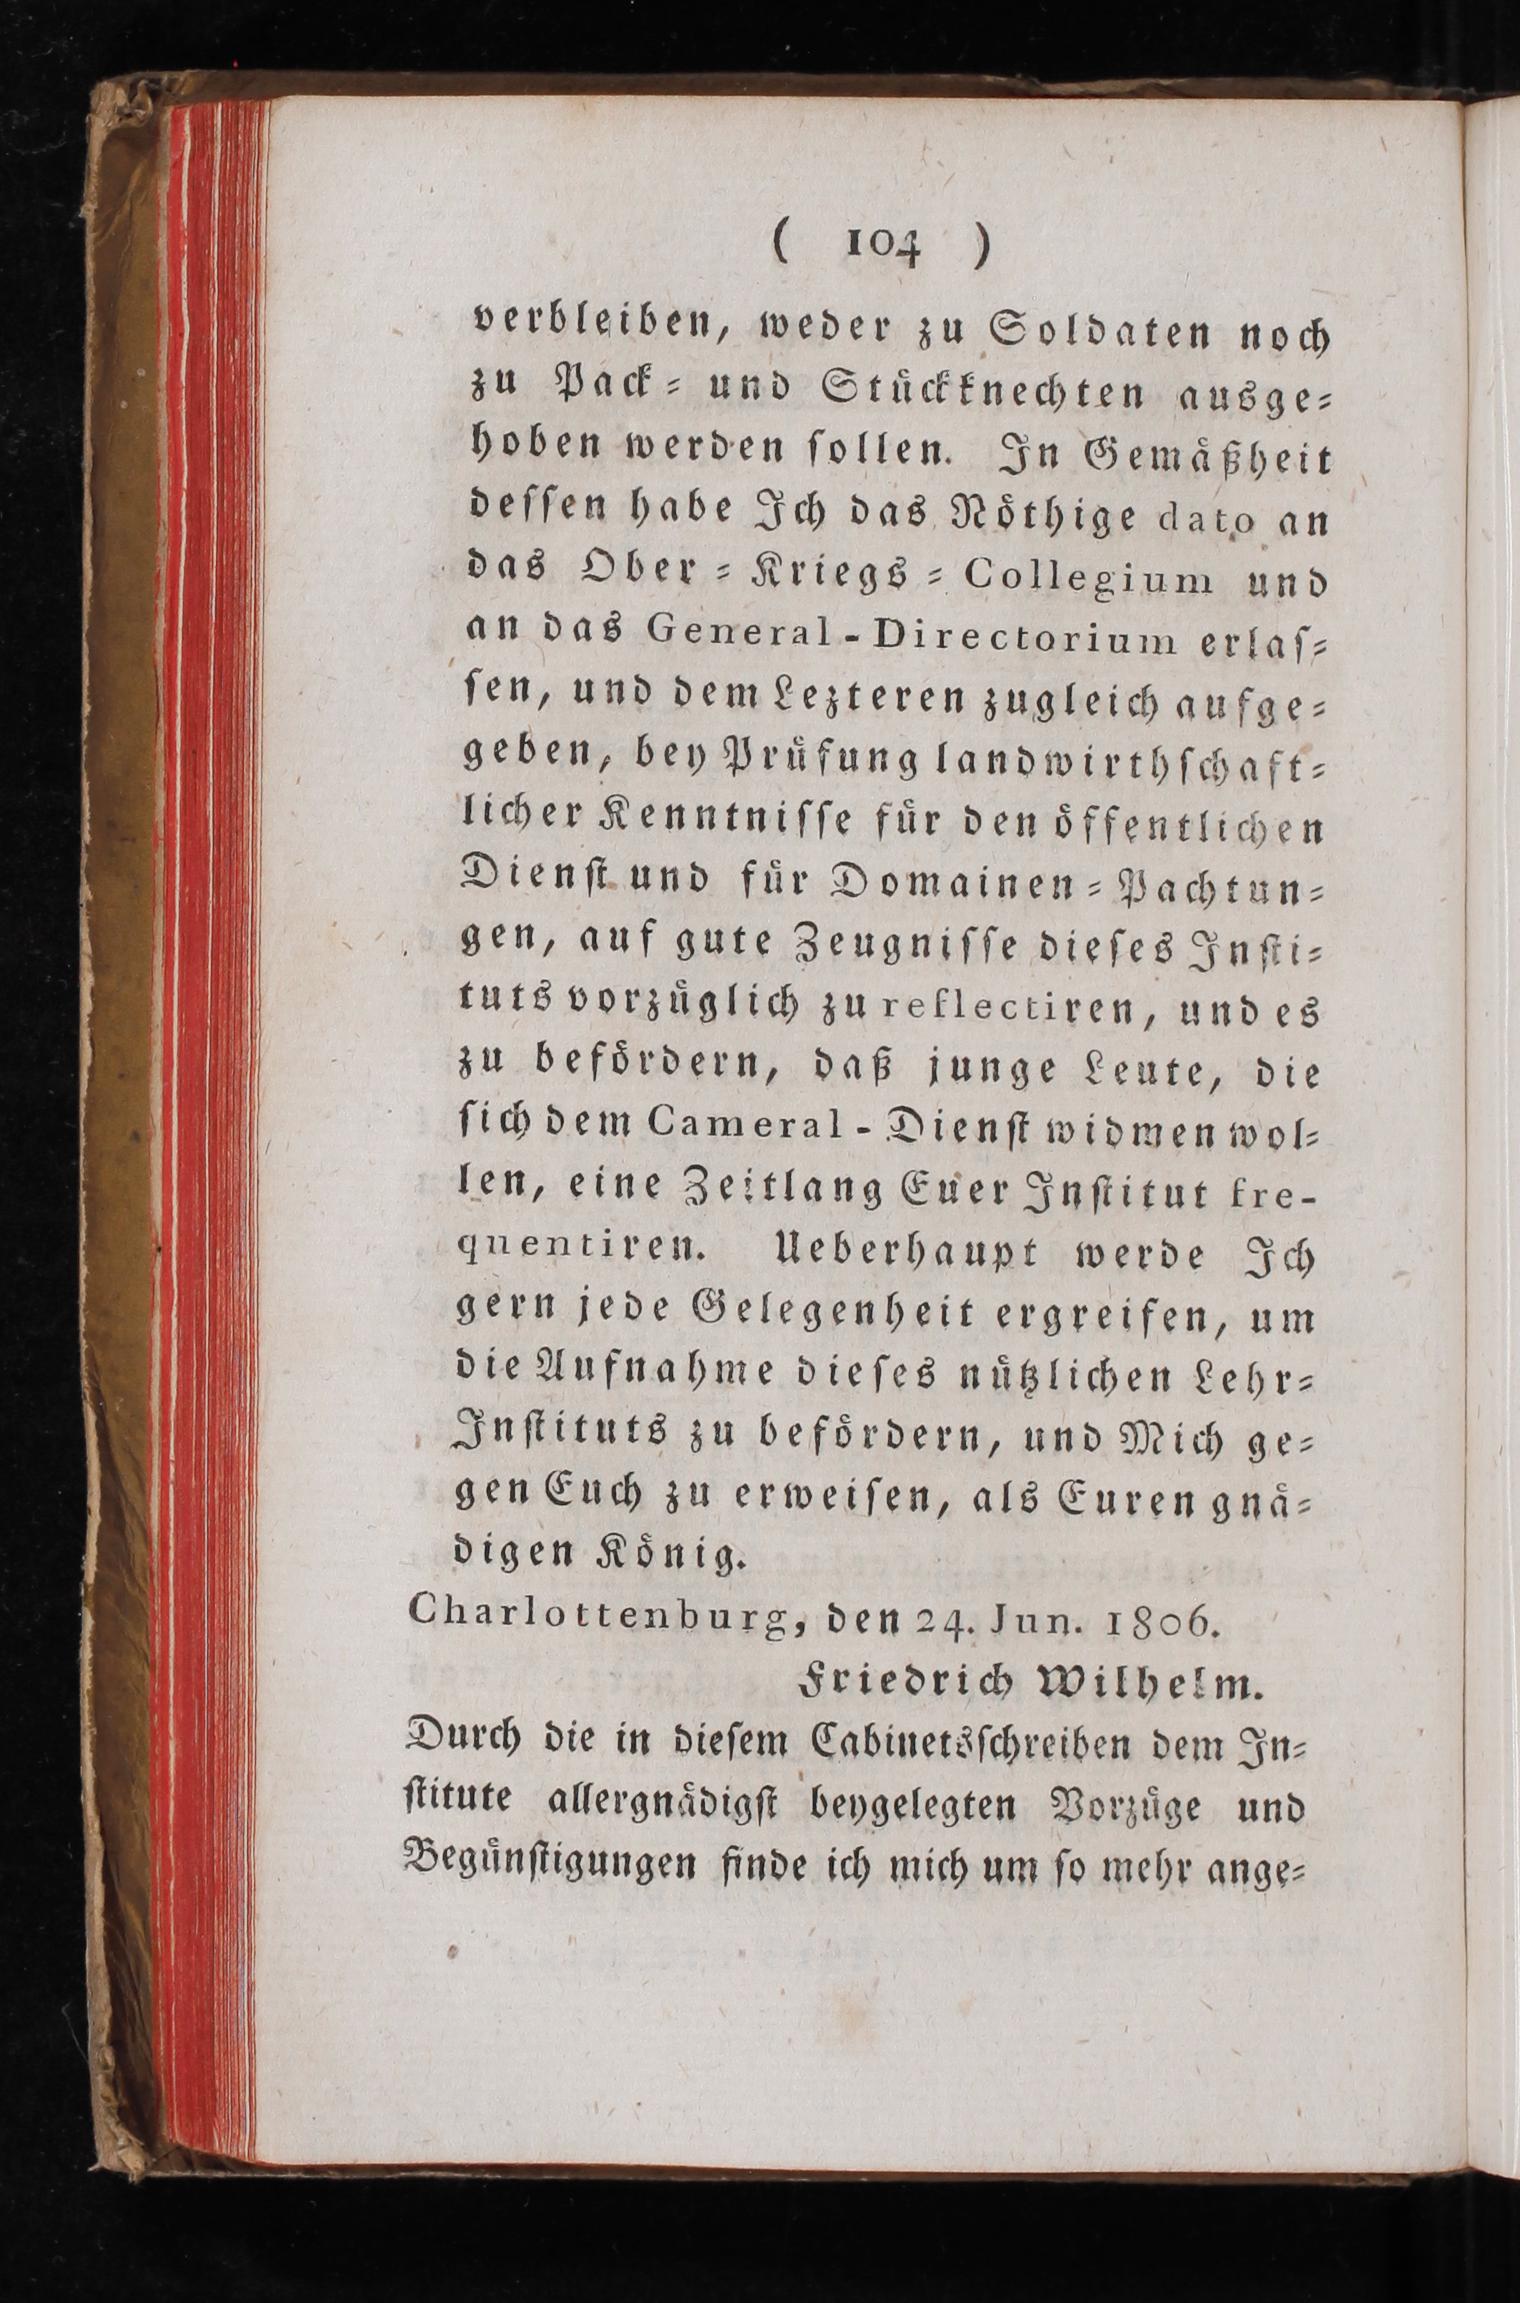 ( 104 )
verbleiben, weder zu Soldaten noch
zu Pack- und Stückknechten ausge-
hoben werden sollen. In Gemäßheit
dessen habe Ich das Nöthige dato an
das Ober-Kriegs-Collegium und
an das General-Directorium erlas-
sen, und dem Lezteren zugleich aufge-
geben, bey Prüfung landwirthschaft-
licher Kenntnisse für den öffentlichen
Dienst und für Domainen-Pachtun-
gen, auf gute Zeugnisse dieses Insti-
tuts vorzüglich zu reflectiren, und es
zu befördern, daß junge Leute, die
sich dem Cameral-Dienst widmen wol-
len, eine Zeitlang Euer Institut fre-
quentiren. Ueberhaupt werde Ich
gern jede Gelegenheit ergreifen, um
die Aufnahme dieses nützlichen Lehr-
Instituts zu befördern, und Mich ge-
gen Euch zu erweisen, als Euren gnä-
digen König.
Charlottenburg, den 24. Jun. 1806.
Friedrich Wilhelm.
Durch die in diesem Cabinetsschreiben dem In-
stitute allergnädigst beygelegten Vorzüge und
Begünstigungen finde ich mich um so mehr ange-